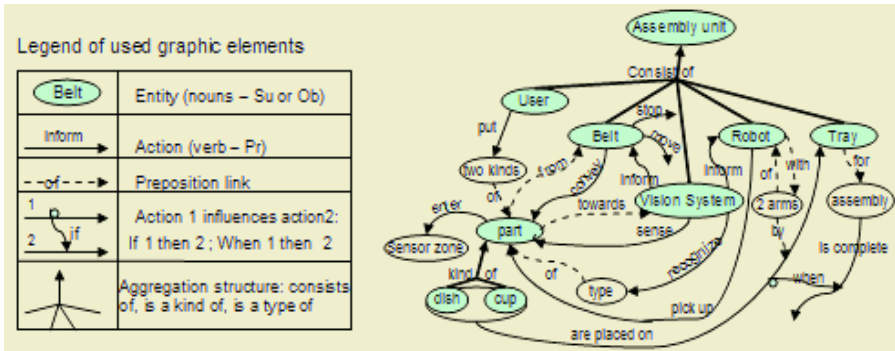 Legend of used graphic elements
Belt
Entity (nouns – Su or Ob)
Inform
Action (verb – Pr)
of
Preposition link
1
if
2
Action 1 influences action2:
If 1 then 2 ; When 1 then 2
Aggregation structure: consists
of, is a kind of, is a type of
Assembly unit
Consist of
User
put
Belt
stop
move
Robot
Tray
two kinds
of
from
convey
inform
inform
of
with
for
towards
Vision System
2 arms
assembly
enter
part
sense
by
Sensor zone
recognize
is complete
kind of
of
type
when
dish
cup
pick up
are placed on